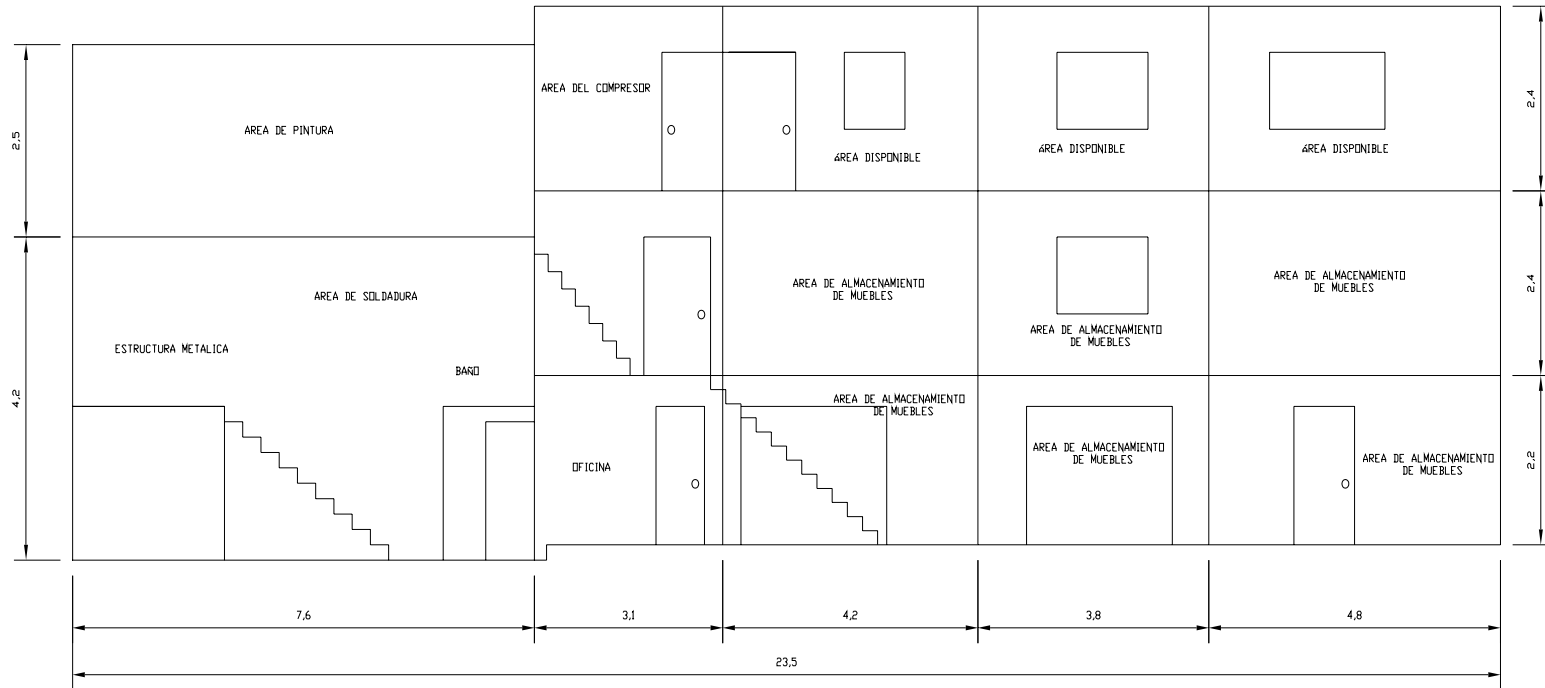 AREA DEL COMPRESOR
AREA DE PINTURA
ÁREA DISPONIBLE
ÁREA DISPONIBLE
ÁREA DISPONIBLE
2,5
2,4
AREA DE SOLDADURA
ESTRUCTURA METALICA
BAÑO
AREA DE ALMACENAMIENTO
DE MUEBLES
AREA DE ALMACENAMIENTO
DE MUEBLES
AREA DE ALMACENAMIENTO
DE MUEBLES
2,4
4,2
OFICINA
AREA DE ALMACENAMIENTO
DE MUEBLES
AREA DE ALMACENAMIENTO
DE MUEBLES
AREA DE ALMACENAMIENTO
DE MUEBLES
2,2
7,6
3,1
4,2
3,8
4,8
23,5